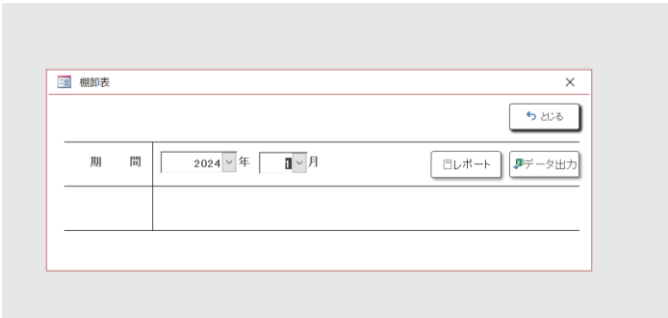 棚卸表
とじる
期 間 2024 年 1 月 レポート データ出力